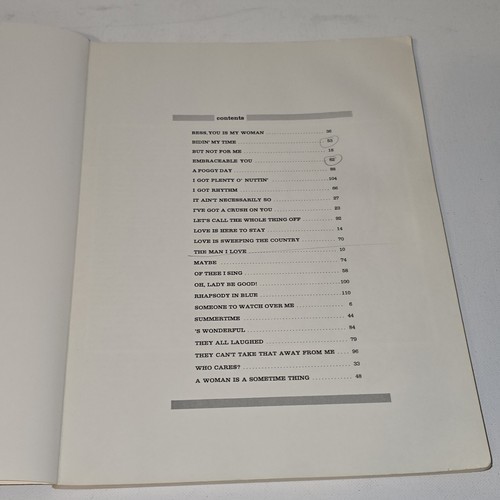 contents
BESS, YOU IS MY WOMAN 36
BIDIN' MY TIME
BUT NOT FOR ME 18
EMBRACEABLE YOU 62
A FOGGY DAY
I GOT PLENTY O' NUTTIN' 104
I GOT RHYTHM 66
IT AIN'T NECESSARILY SO 27
I'VE GOT A CRUSH ON YOU 23
LET'S CALL THE WHOLE THING OFF 92
LOVE IS HERE TO STAY 14
LOVE IS SWEEPING THE COUNTRY 70
THE MAN I LOVE 10
MAYBE 74
OF THEE I SING 58
OH, LADY BE GOOD! 100
RHAPSODY IN BLUE 110
SOMEONE TO WATCH OVER ME 6
SUMMERTIME 44
'S WONDERFUL 84
THEY ALL LAUGHED 79
THEY CAN'T TAKE THAT AWAY FROM ME 96
WHO CARES? 33
A WOMAN IS A SOMETIME THING 48